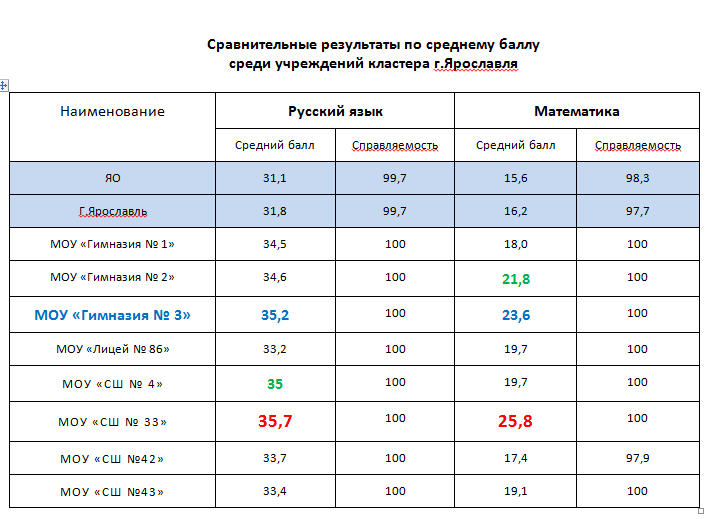 Сравнительные результаты по среднему баллу
среди учреждений кластера г.Ярославля
Наименование Русский язык Математика
Средний балл Справляемость Средний балл Справляемость
ЯО 31,1 99,7 15,6 98,3
Г.Ярославль 31,8 99,7 16,2 97,7
МОУ «Гимназия № 1» 34,5 100 18,0 100
МОУ «Гимназия № 2» 34,6 100 21,8 100
МОУ «Гимназия № 3» 35,2 100 23,6 100
МОУ «Лицей № 86» 33,2 100 19,7 100
МОУ «СШ № 4» 35 100 19,7 100
МОУ «СШ № 33» 35,7 100 25,8 100
МОУ «СШ №42» 33,7 100 17,4 97,9
МОУ «СШ №43» 33,4 100 19,1 100